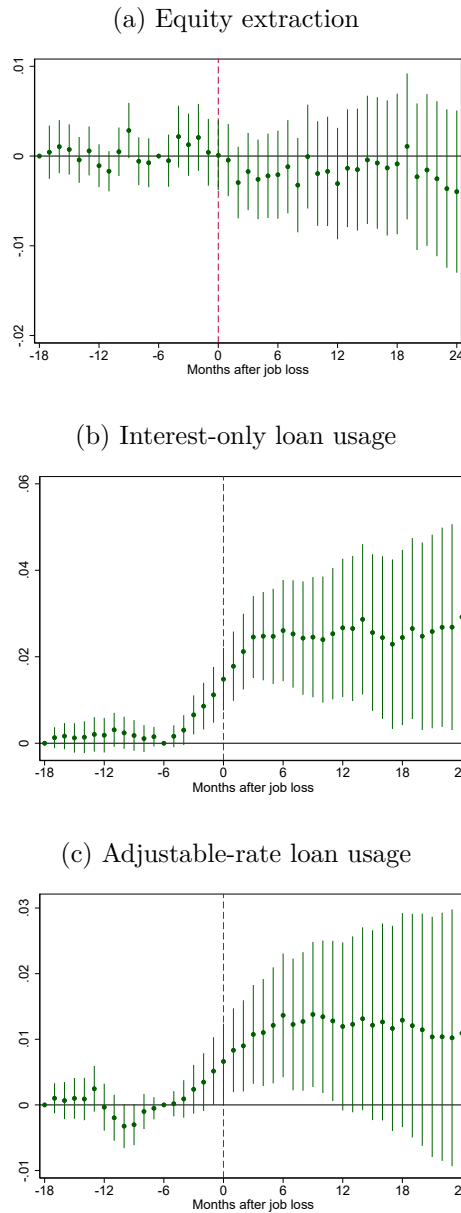 (a) Equity extraction
.01
0
-.01
-.02
-18 -12 -6 0 6 12 18 24
Months after job loss
(b) Interest-only loan usage
.06
.04
.02
0
-18 -12 -6 0 6 12 18 24
Months after job loss
(c) Adjustable-rate loan usage
.03
.02
.01
0
-.01
-18 -12 -6 0 6 12 18 24
Months after job loss